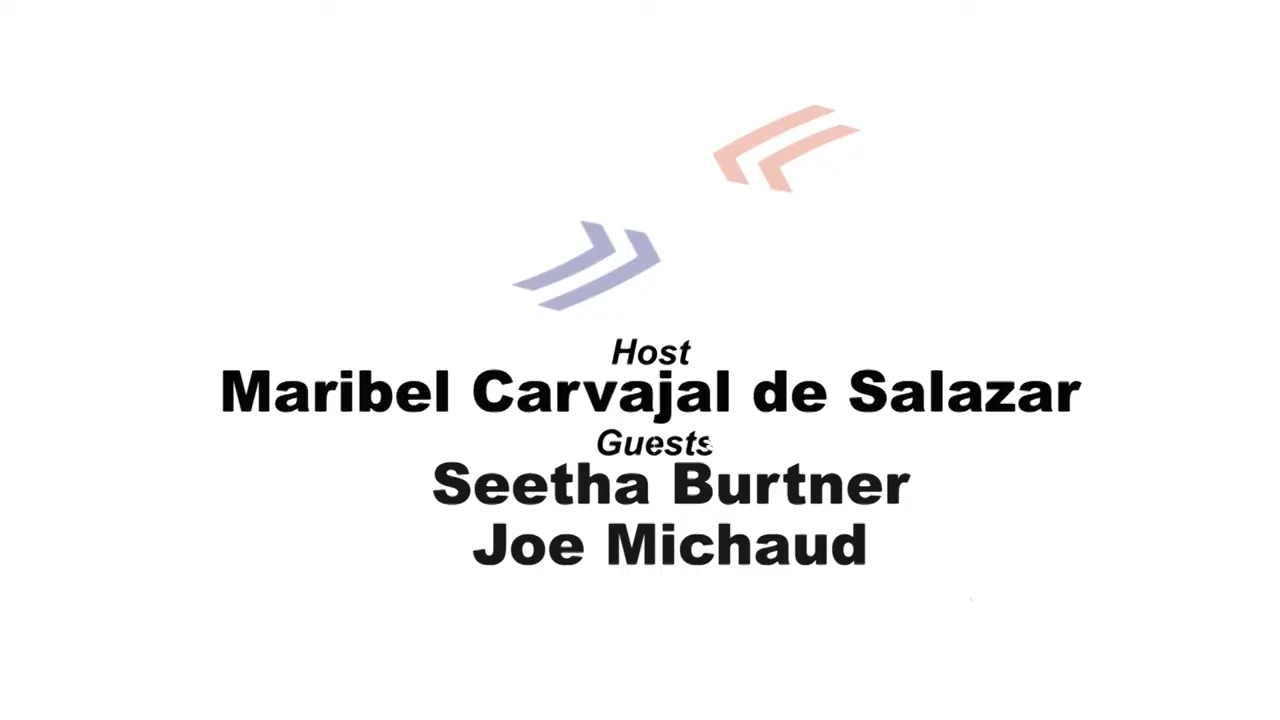 Host
Maribel Carvajal de Salazar
Guests
Seetha Burtner
Joe Michaud